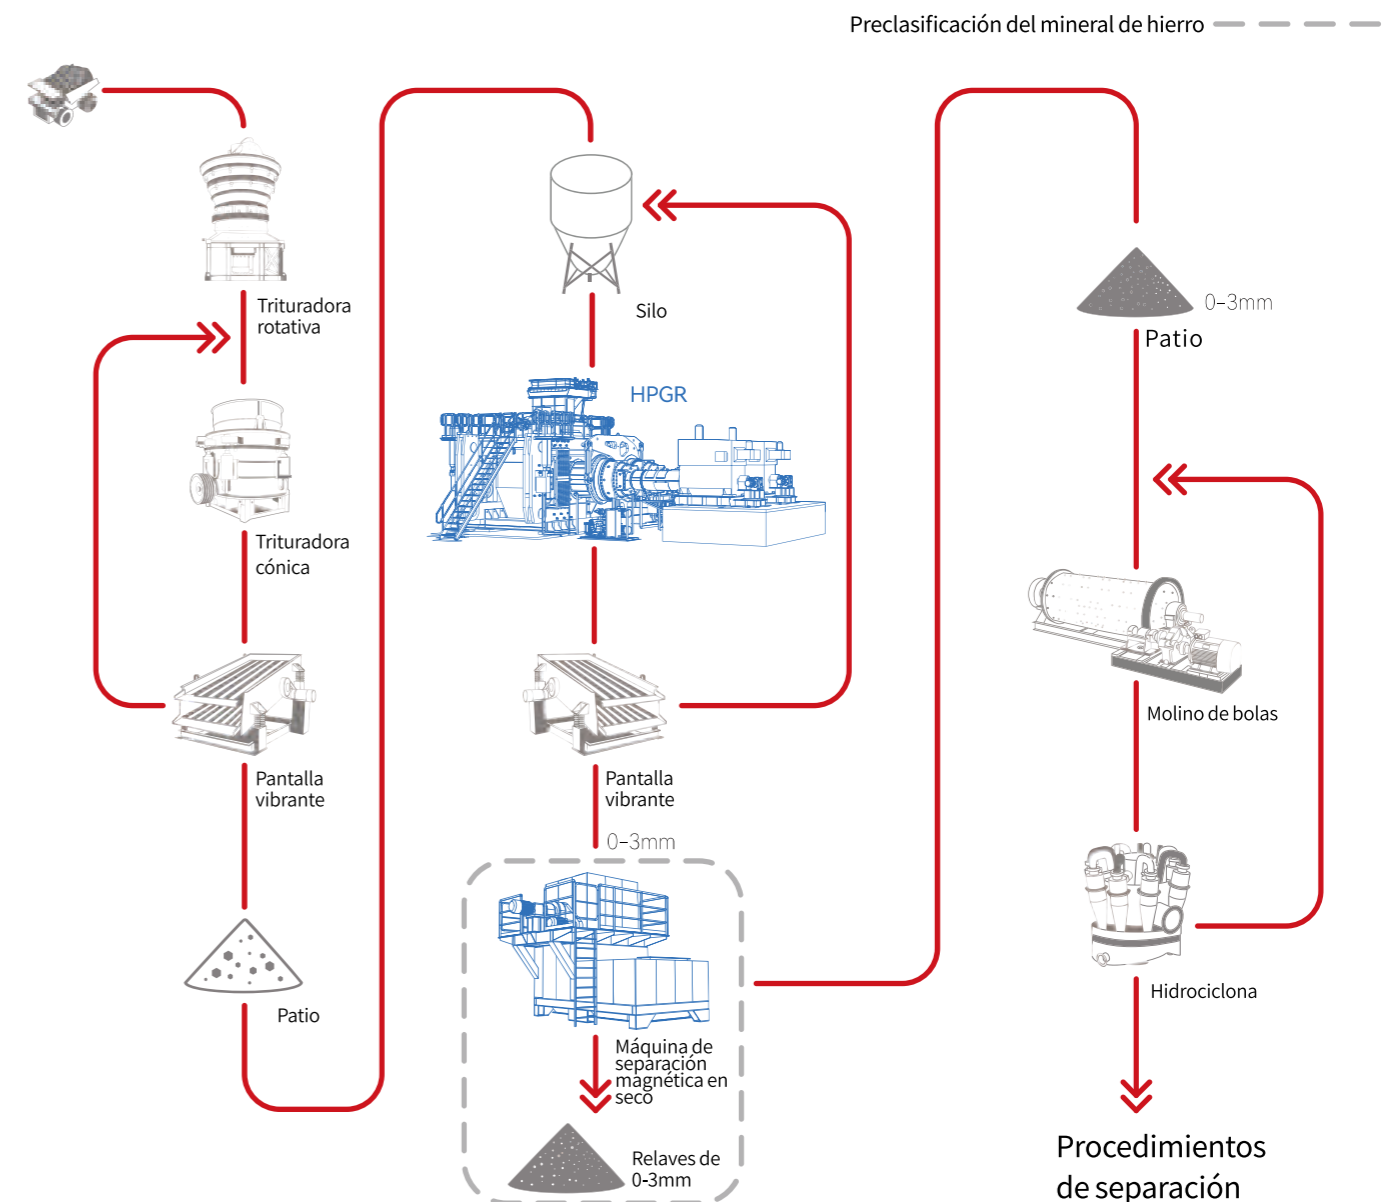 Preclasificación del mineral de hierro
Trituradora
rotativa
Trituradora
cónica
Pantalla
vibrante
Patio
Silo
HPGR
Pantalla
vibrante
0-3mm
Máquina de
separación
magnética en
seco
Relaves de
0-3mm
0-3mm
Patio
Molino de bolas
Hidrociclona
Procedimientos
de separación